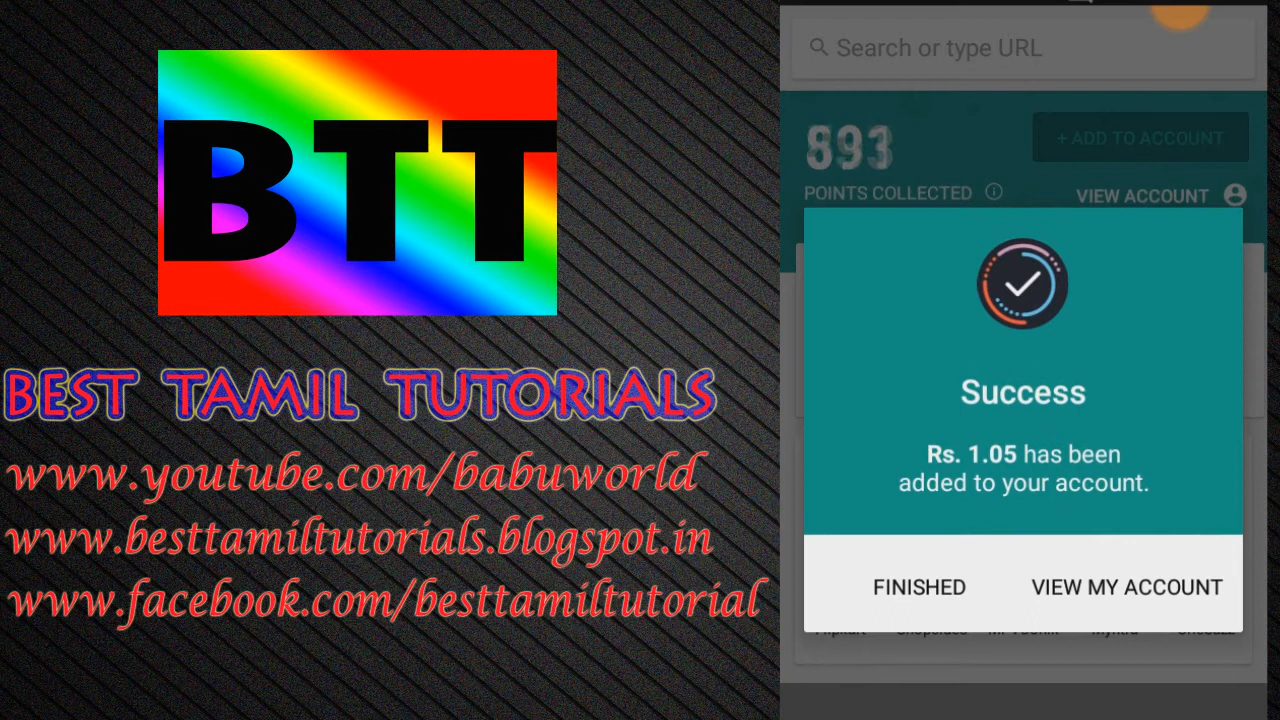 BTT
BEST TAMIL TUTORIALS
www.youtube.com/babuworld
www.besttamiltutorials.blogspot.in
www.facebook.com/besttamiltutorial
Search or type URL
893
+ ADD TO ACCOUNT
POINTS COLLECTED
VIEW ACCOUNT
Success
Rs. 1.05 has been
added to your account.
FINISHED VIEW MY ACCOUNT